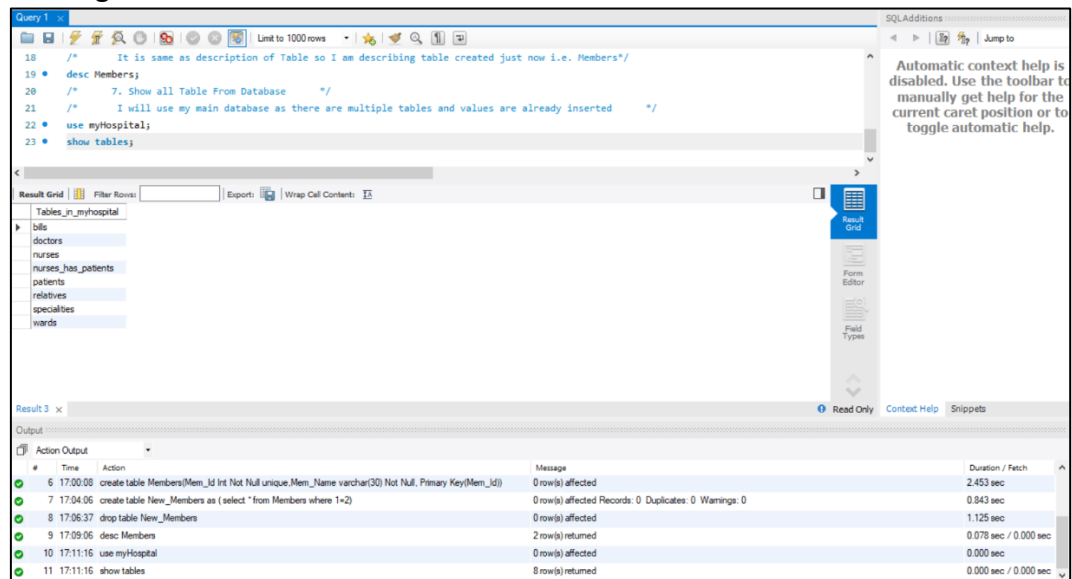 Query 1
SQLAdditions
Limit to 1000 rows
Jump to
18 /* It is same as description of Table so I am describing table created just now i.e. Members*/
19 desc Members;
20 /* 7. Show all Table From Database */
21 /* I will use my main database as there are multiple tables and values are already inserted */
22 use myHospital;
23 show tables;
Automatic context help is
disabled. Use the toolbar to
manually get help for the
current caret position or to
toggle automatic help.
Result Grid Filter Rows: Export: Wrap Cell Content:
Tables_in_myhospital
bills
doctors
nurses
nurses_has_patients
patients
relatives
specialities
wards
Result
Grid
Form
Editor
Field
Types
Result 3 Read Only Context Help Snippets
Output
Action Output
# Time Action Message Duration / Fetch
6 17:00:08 create table Members(Mem_Id Int Not Null unique,Mem_Name varchar(30) Not Null, Primary Key(Mem_Id)) 0 row(s) affected 2.453 sec
7 17:04:06 create table New_Members as ( select * from Members where 1=2) 0 row(s) affected Records: 0 Duplicates: 0 Warnings: 0 0.843 sec
8 17:06:37 drop table New_Members 0 row(s) affected 1.125 sec
9 17:09:06 desc Members 2 row(s) returned 0.078 sec / 0.000 sec
10 17:11:16 use myHospital 0 row(s) affected 0.000 sec
11 17:11:16 show tables 8 row(s) returned 0.000 sec / 0.000 sec